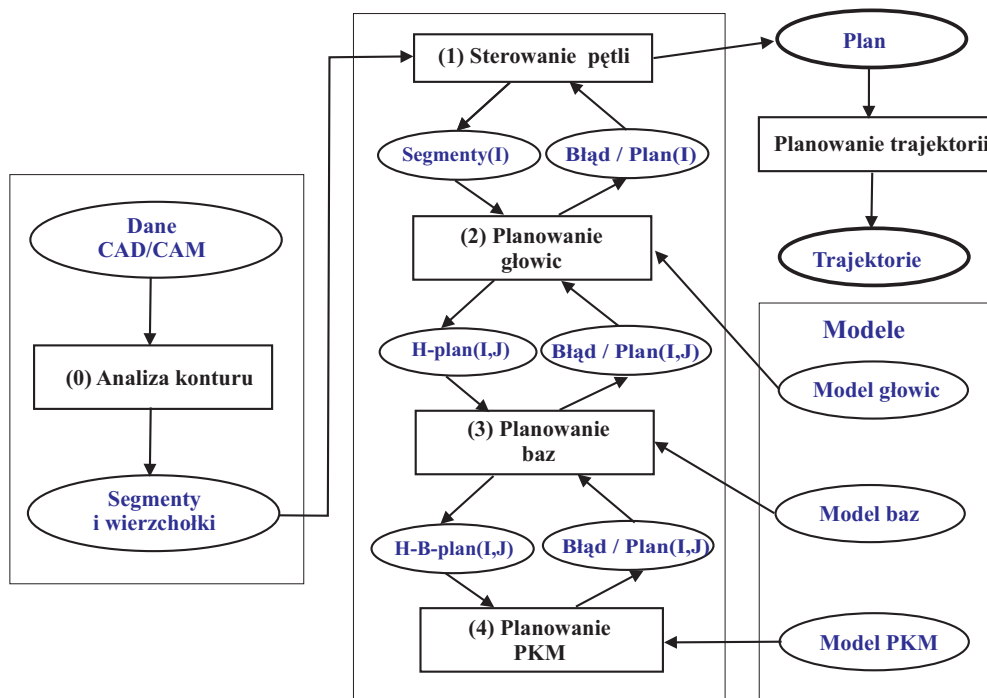 (1) Sterowanie pętli
Plan
Segmenty(I)
Błąd / Plan(I)
Planowanie trajektorii
Dane
CAD/CAM
(2) Planowanie
głowic
Trajektorie
Modele
H-plan(I,J)
Błąd / Plan(I,J)
(0) Analiza konturu
Model głowic
(3) Planowanie
baz
Segmenty
i wierzchołki
Model baz
H-B-plan(I,J)
Błąd / Plan(I,J)
(4) Planowanie
PKM
Model PKM